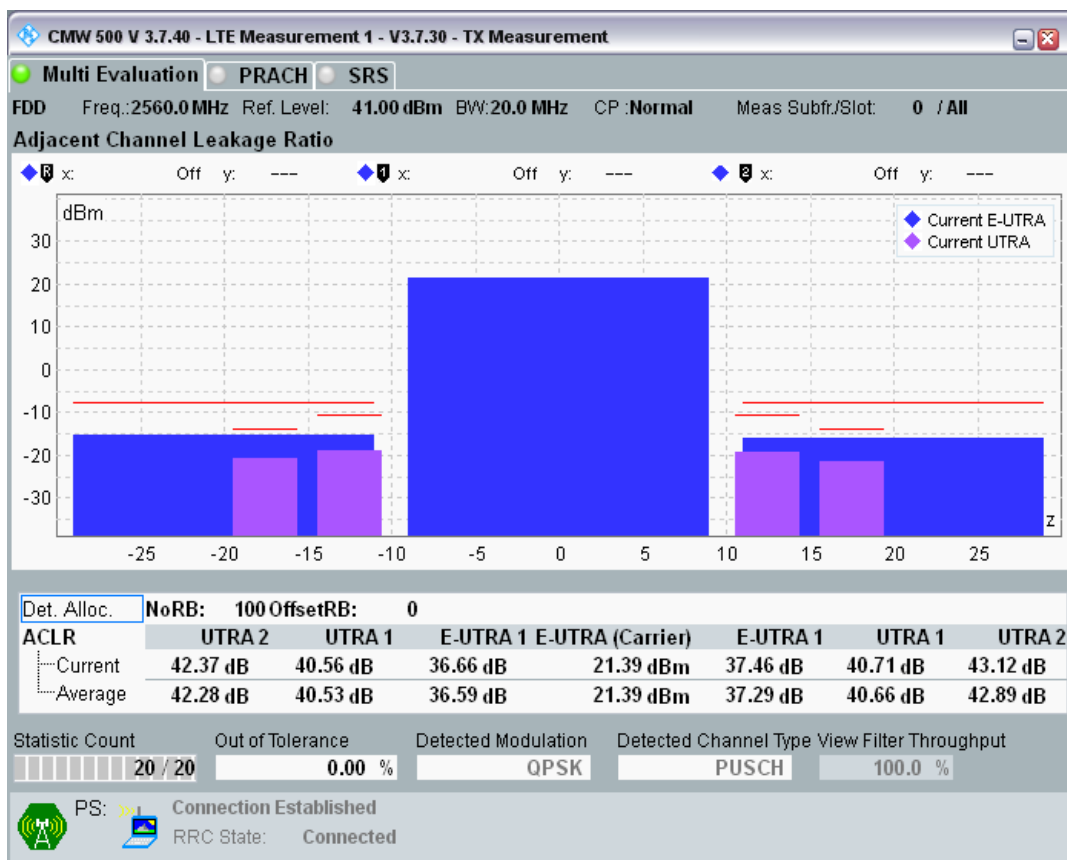 CMW 500 V 3.7.40 - LTE Measurement 1 - V3.7.30 - TX Measurement
Multi Evaluation PRACH SRS
FDD Freq.:2560.0 MHz Ref. Level: 41.00 dBm BW:20.0 MHz CP :Normal Meas Subfr./Slot: 0 / All
Adjacent Channel Leakage Ratio
R x: Off y: --- 1 x: Off y: --- 2 x: Off y: ---
dBm
Current E-UTRA
Current UTRA
30
20
10
0
-10
-20
-30
z
-25 -20 -15 -10 -5 0 5 10 15 20 25
Det. Alloc. NoRB: 100 OffsetRB: 0
ACLR UTRA 2 UTRA 1 E-UTRA 1 E-UTRA (Carrier) E-UTRA 1 UTRA 1 UTRA 2
Current 42.37 dB 40.56 dB 36.66 dB 21.39 dBm 37.46 dB 40.71 dB 43.12 dB
Average 42.28 dB 40.53 dB 36.59 dB 21.39 dBm 37.29 dB 40.66 dB 42.89 dB
Statistic Count Out of Tolerance Detected Modulation Detected Channel Type View Filter Throughput
20 / 20 0.00 % QPSK PUSCH 100.0 %
PS: Connection Established
RRC State: Connected